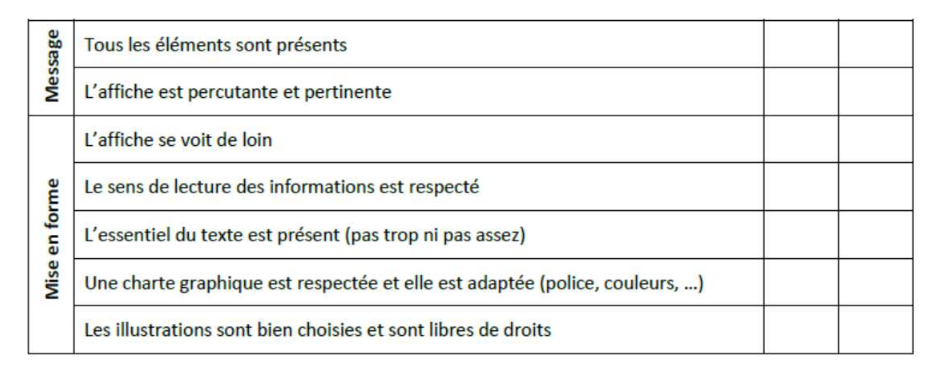 Message
Tous les éléments sont présents
L'affiche est percutante et pertinente
Mise en forme
L'affiche se voit de loin
Le sens de lecture des informations est respecté
L'essentiel du texte est présent (pas trop ni pas assez)
Une charte graphique est respectée et elle est adaptée (police, couleurs, ...)
Les illustrations sont bien choisies et sont libres de droits